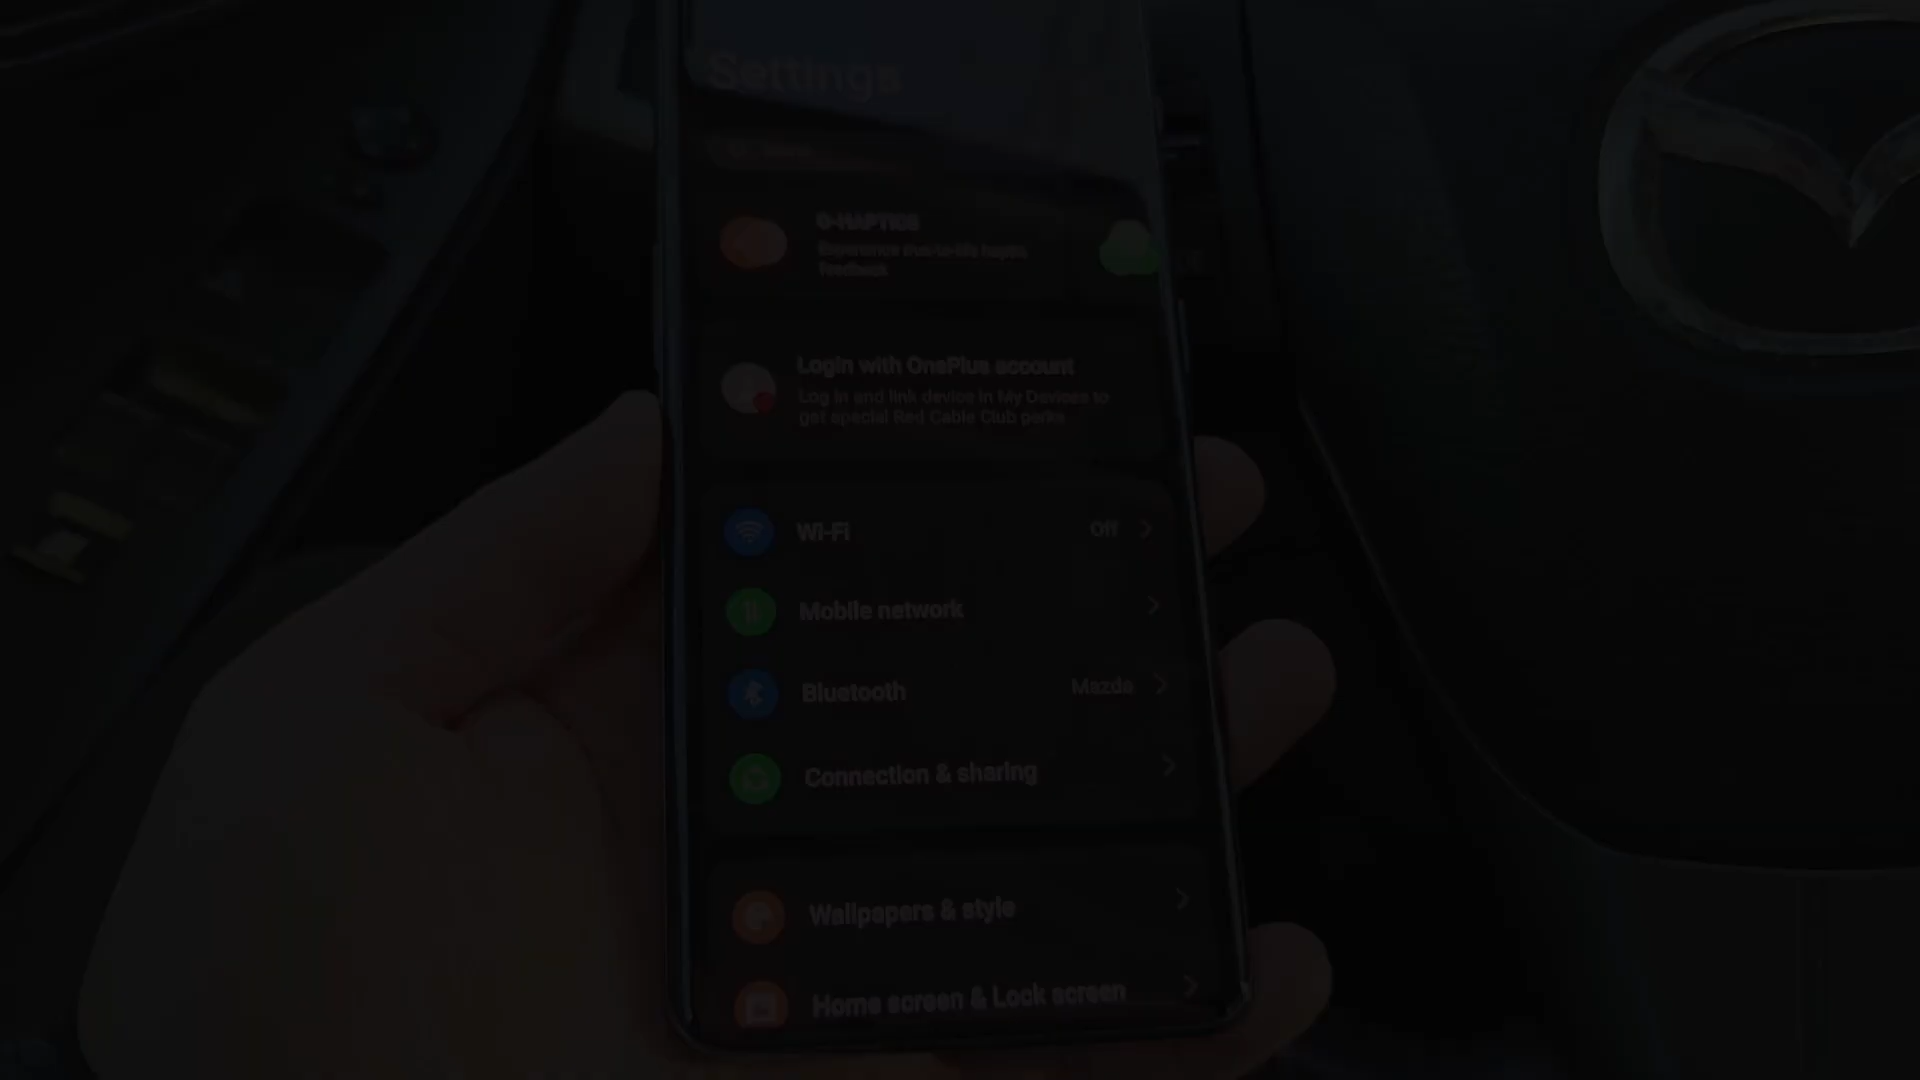 Settings
O-HAPTICS
Experience true-to-life haptic
feedback
Login with OnePlus account
Log in and link device in My Devices to
get special Red Cable Club perks
Wi-Fi Off
Mobile network
Bluetooth Mazda
Connection & sharing
Wallpapers & style
Home screen & Lock screen